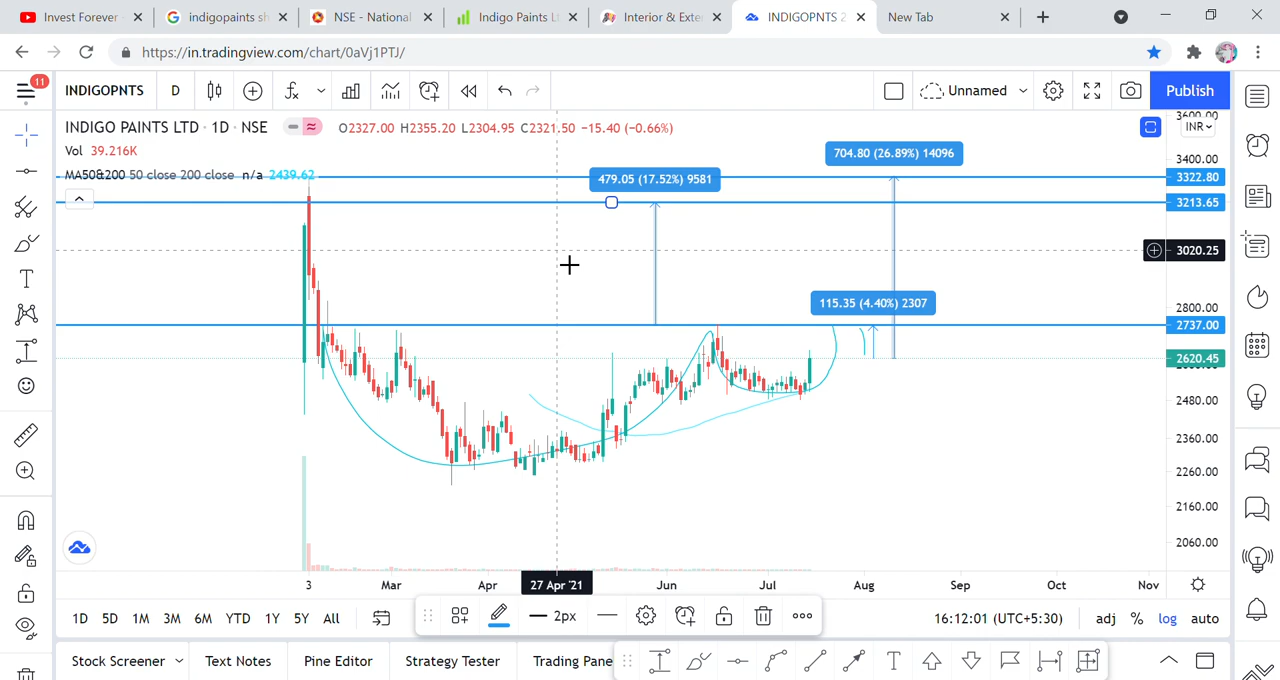 Invest Forever
indigopaints sh
NSE - National
Indigo Paints L
Interior & Exte
INDIGOPNTS 2
New Tab
https://in.tradingview.com/chart/0aVj1PTJ/
11
INDIGOPNTS
D
Unnamed
Publish
INDIGO PAINTS LTD · 1D · NSE
O2327.00 H2355.20 L2304.95 C2321.50 −15.40 (−0.66%)
INR
Vol 39.216K
MA50&200 50 close 200 close n/a 2439.62
704.80 (26.89%) 14096
479.05 (17.52%) 9581
115.35 (4.40%) 2307
3600.00
3400.00
3322.80
3213.65
3020.25
2800.00
2737.00
2620.45
2480.00
2360.00
2260.00
2160.00
2060.00
3 Mar Apr 27 Apr '21 Jun Jul Aug Sep Oct Nov
1D 5D 1M 3M 6M YTD 1Y 5Y All
2px
16:12:01 (UTC+5:30) adj % log auto
Stock Screener Text Notes Pine Editor Strategy Tester Trading Pane